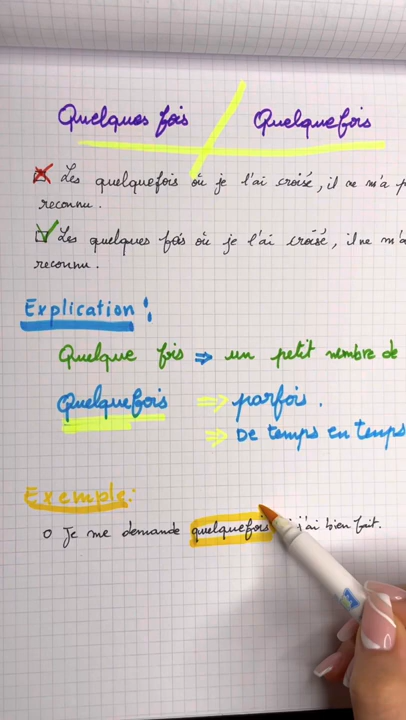 Quelques fois / Quelquefois
Les quelquefois où je l'ai croisé, il ne m'a
reconnu.
Les quelques fois où je l'ai croisé, il ne m'a
reconnu.
Explication :
Quelque fois ⇒ un petit nombre de
Quelquefois ⇒ parfois.
⇒ De temps en temps
Exemple :
o Je me demande quelquefois j'ai bien fait.